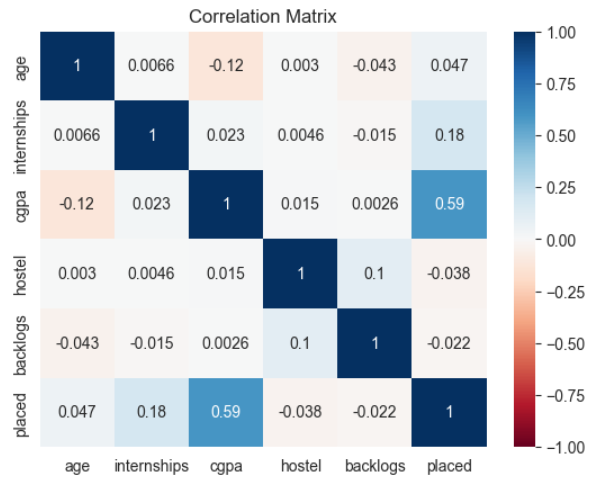 Correlation Matrix
age 1 0.0066 -0.12 0.003 -0.043 0.047
internships 0.0066 1 0.023 0.0046 -0.015 0.18
cgpa -0.12 0.023 1 0.015 0.0026 0.59
hostel 0.003 0.0046 0.015 1 0.1 -0.038
backlogs -0.043 -0.015 0.0026 0.1 1 -0.022
placed 0.047 0.18 0.59 -0.038 -0.022 1
age internships cgpa hostel backlogs placed
1.00
0.75
0.50
0.25
0.00
−0.25
−0.50
−0.75
−1.00